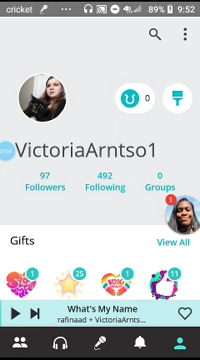 cricket 89% 9:52
0
VictoriaArntso1
97 492 0
Followers Following Groups
1
Gifts View All
1 25 1 11
What's My Name
rafinaad + VictoriaArnts...